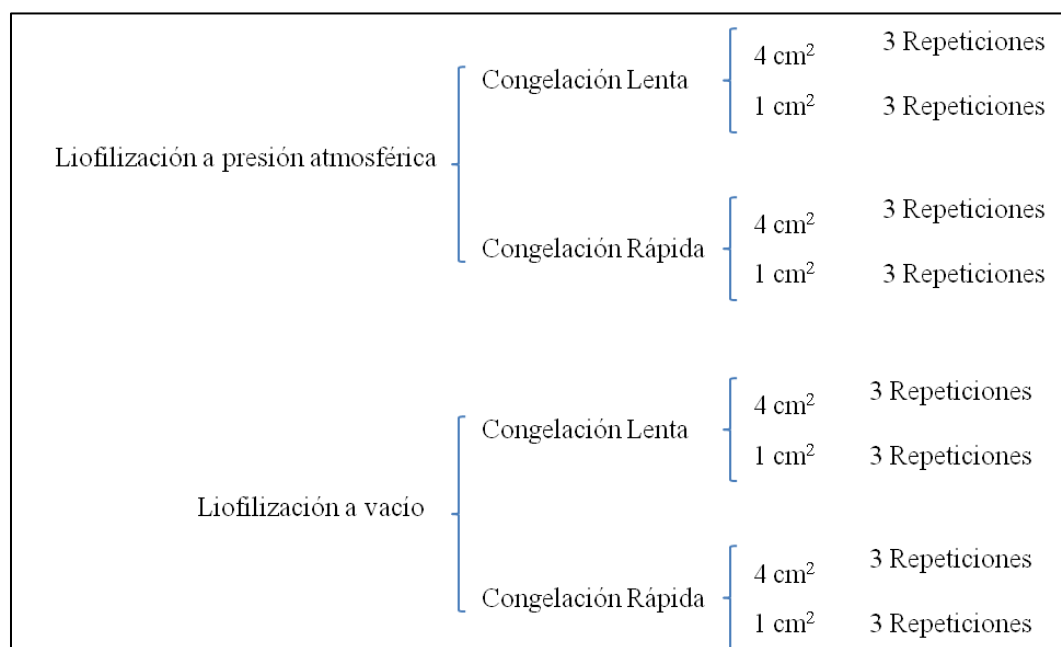 4 cm² 3 Repeticiones
Congelación Lenta
1 cm² 3 Repeticiones
Liofilización a presión atmosférica
4 cm² 3 Repeticiones
Congelación Rápida
1 cm² 3 Repeticiones
4 cm² 3 Repeticiones
Congelación Lenta
1 cm² 3 Repeticiones
Liofilización a vacío
4 cm² 3 Repeticiones
Congelación Rápida
1 cm² 3 Repeticiones